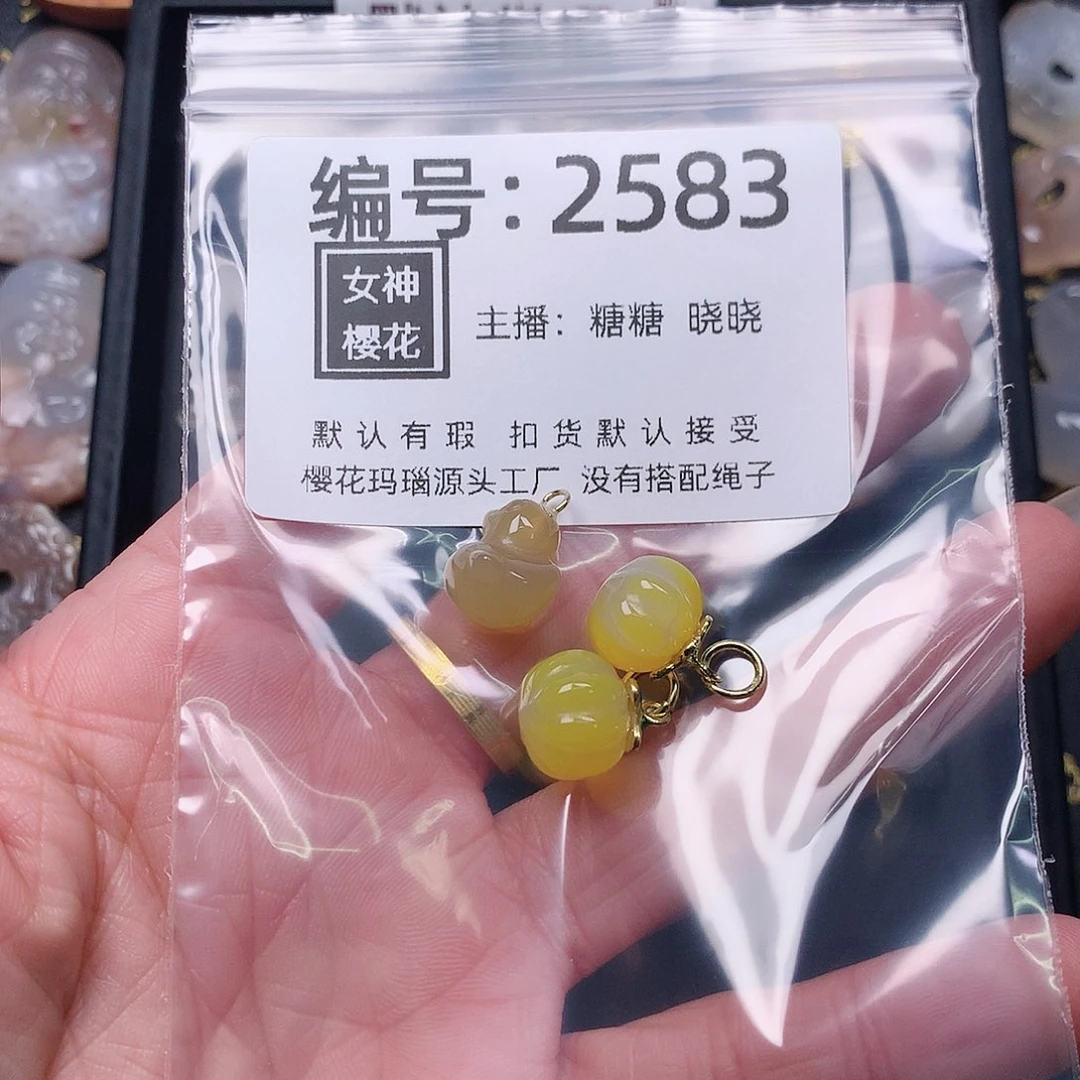 编号：2583
女神
樱花
主播：糖糖 晓晓
默认有瑕 扣货默认接受
樱花玛瑙源头工厂 没有搭配绳子